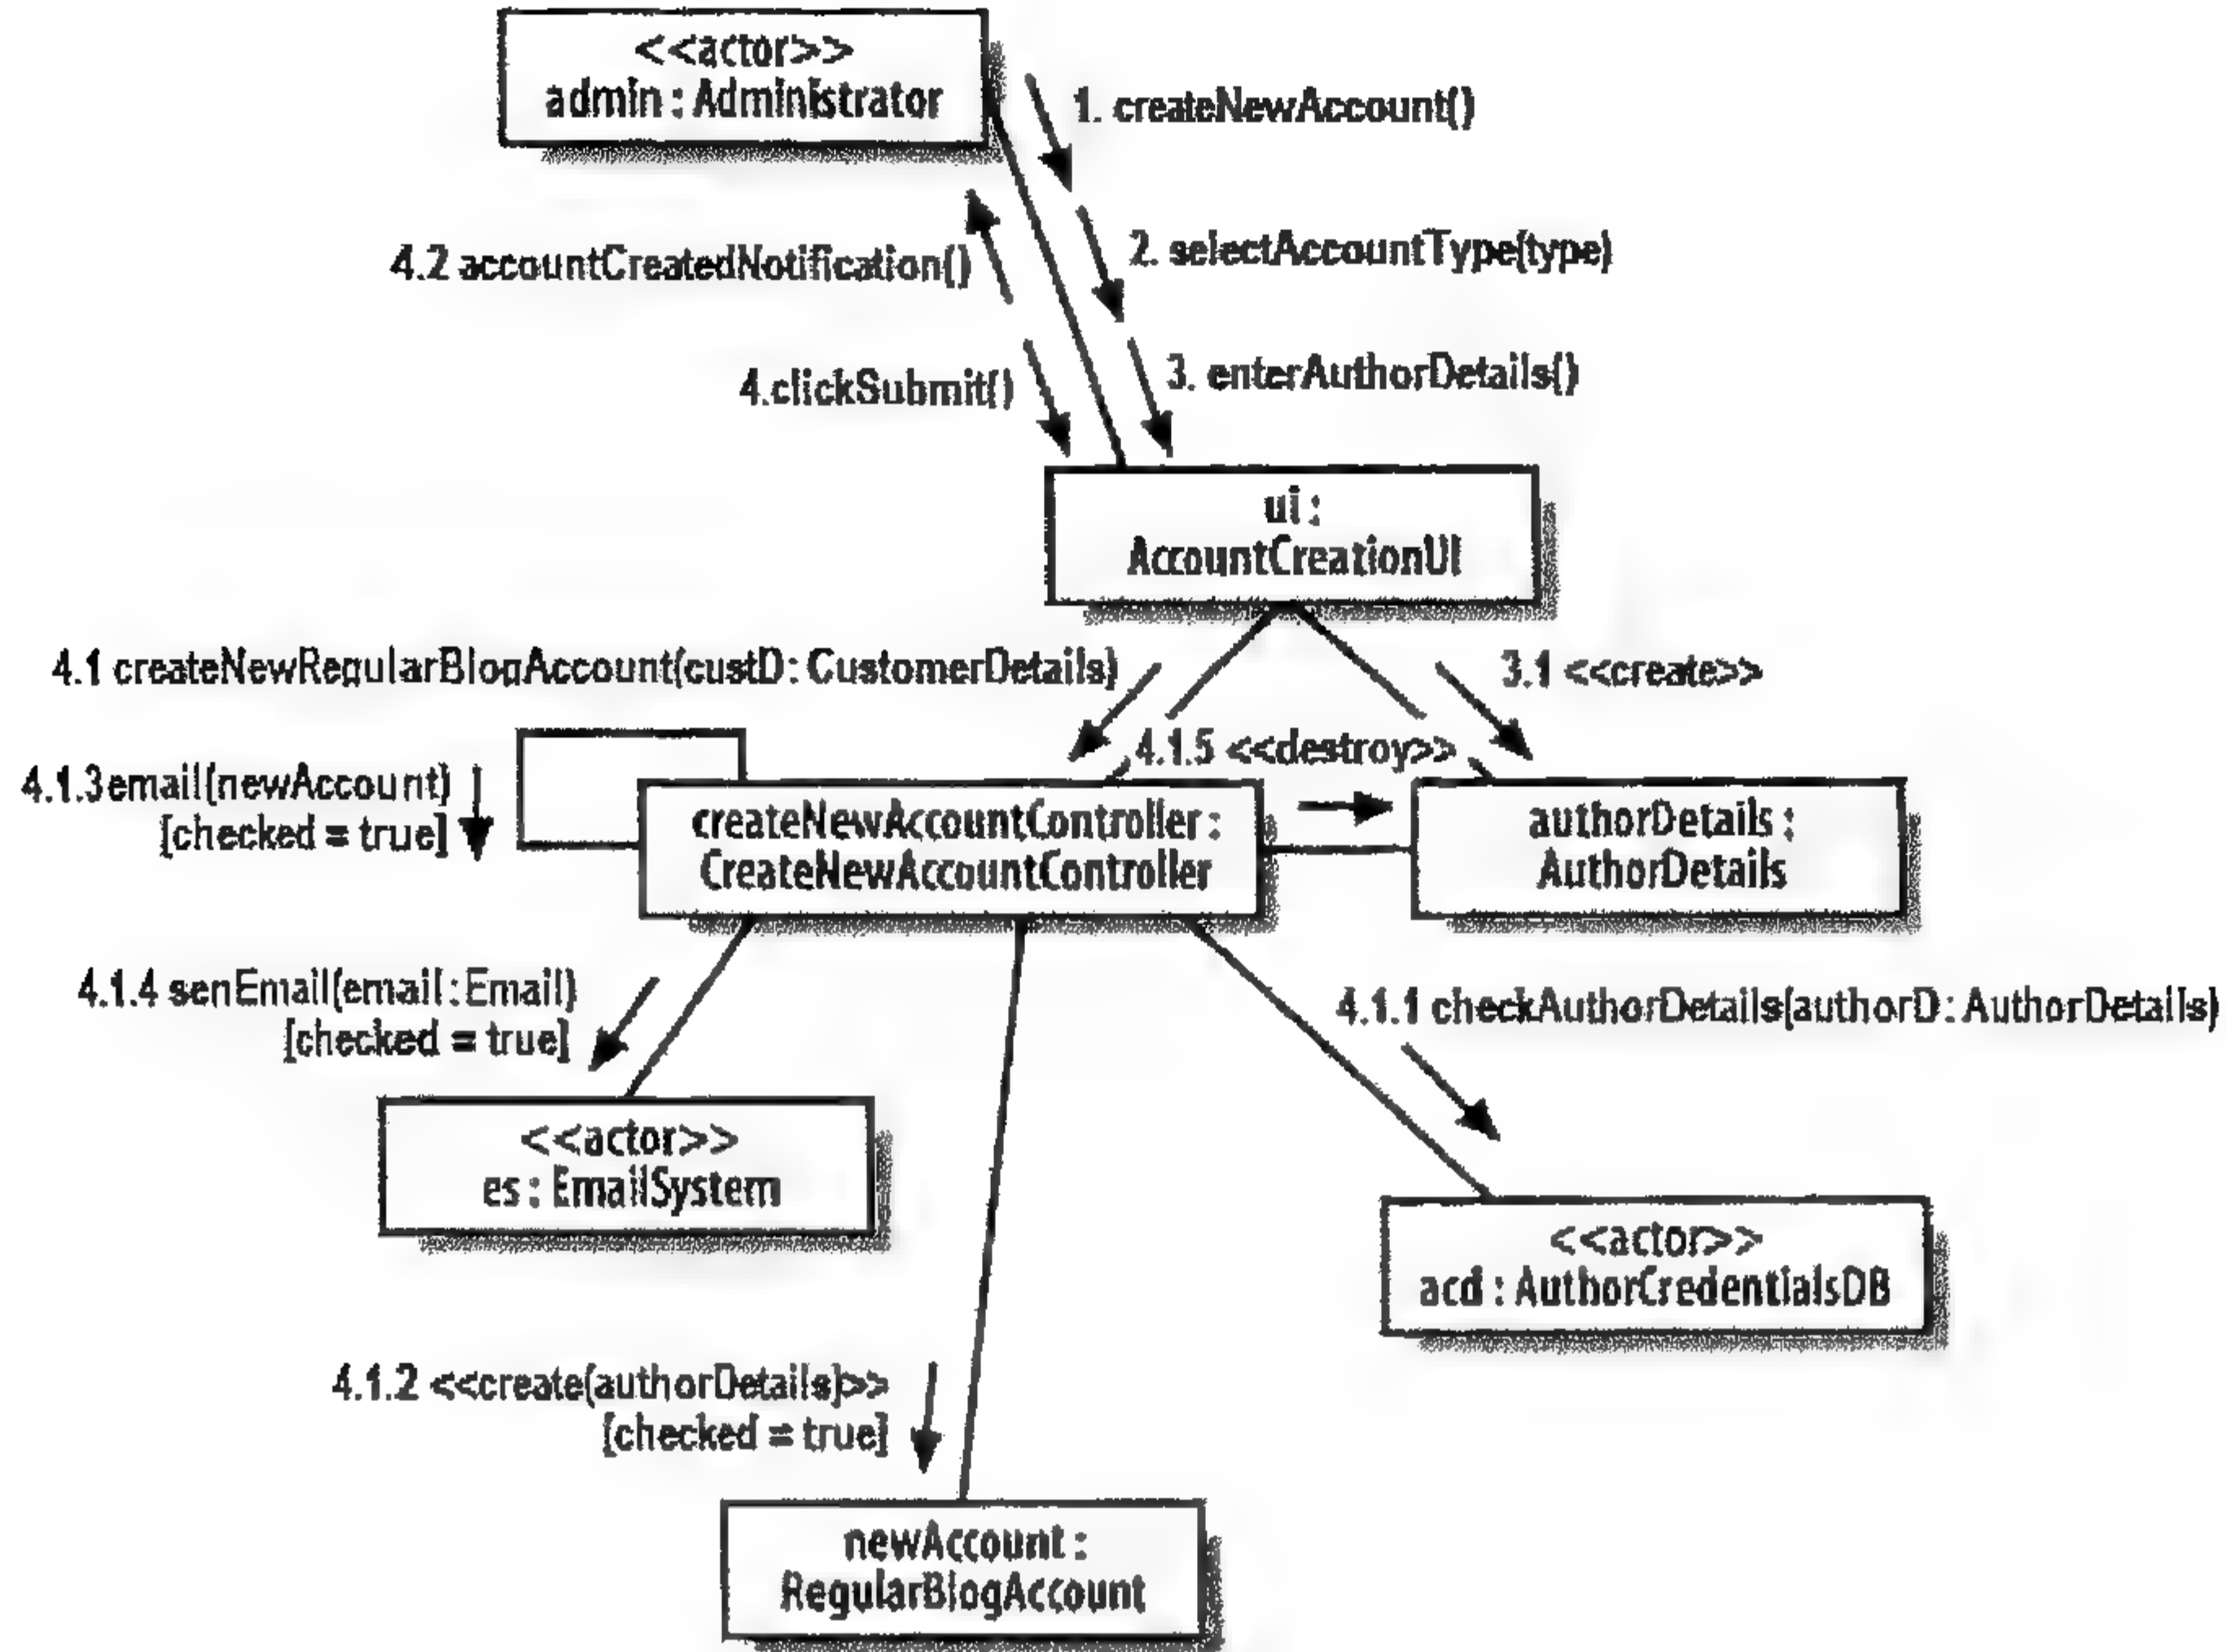 <<actor>>
admin : Administrator
1. createNewAccount()
4.2 accountCreatedNotification()
2. selectAccountType(type)
4.clickSubmit()
3. enterAuthorDetails()
ui :
AccountCreationUI
4.1 createNewRegularBlogAccount(custD: CustomerDetails)
3.1 <<create>>
4.1.5 <<destroy>>
4.1.3 email(newAccount)
[checked = true]
createNewAccountController :
CreateNewAccountController
authorDetails :
AuthorDetails
4.1.4 senEmail(email : Email)
[checked = true]
4.1.1 checkAuthorDetails(authorD: AuthorDetails)
<<actor>>
es : EmailSystem
<<actor>>
acd : AuthorCredentialsDB
4.1.2 <<create(authorDetails)>>
[checked = true]
newAccount :
RegularBlogAccount